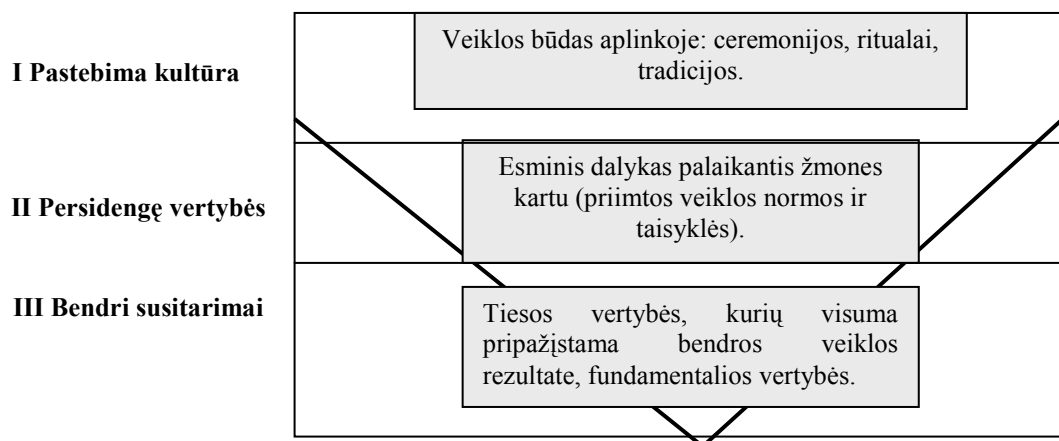 I Pastebima kultūra
Veiklos būdas aplinkoje: ceremonijos, ritualai,
tradicijos.
II Persidengę vertybės
Esminis dalykas palaikantis žmones
kartu (priimtos veiklos normos ir
taisyklės).
III Bendri susitarimai
Tiesos vertybės, kurių visuma
pripažįstama bendros veiklos
rezultate, fundamentalios vertybės.